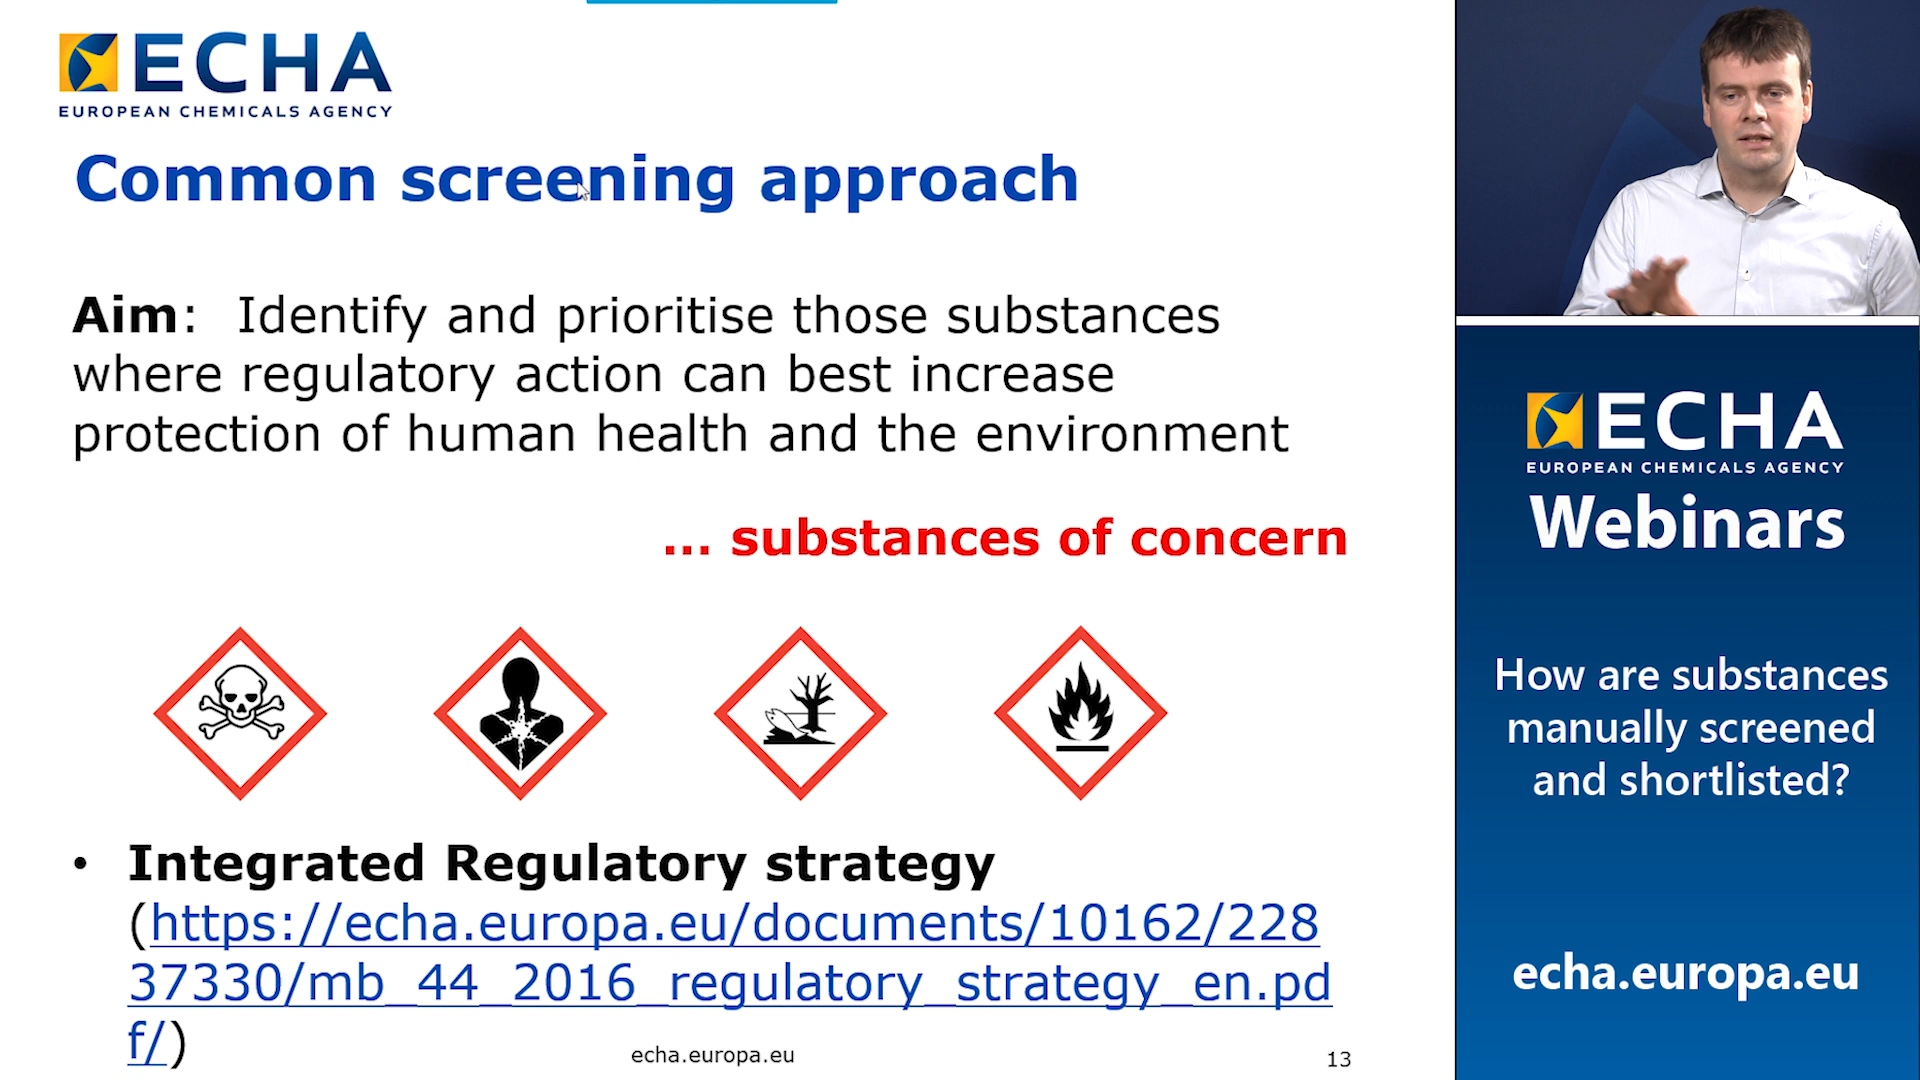 ECHA
EUROPEAN CHEMICALS AGENCY
Common screening approach
Aim: Identify and prioritise those substances
where regulatory action can best increase
protection of human health and the environment
... substances of concern
• Integrated Regulatory strategy
(https://echa.europa.eu/documents/10162/228
37330/mb_44_2016_regulatory_strategy_en.pd
f/)
echa.europa.eu
13
ECHA
EUROPEAN CHEMICALS AGENCY
Webinars
How are substances
manually screened
and shortlisted?
echa.europa.eu